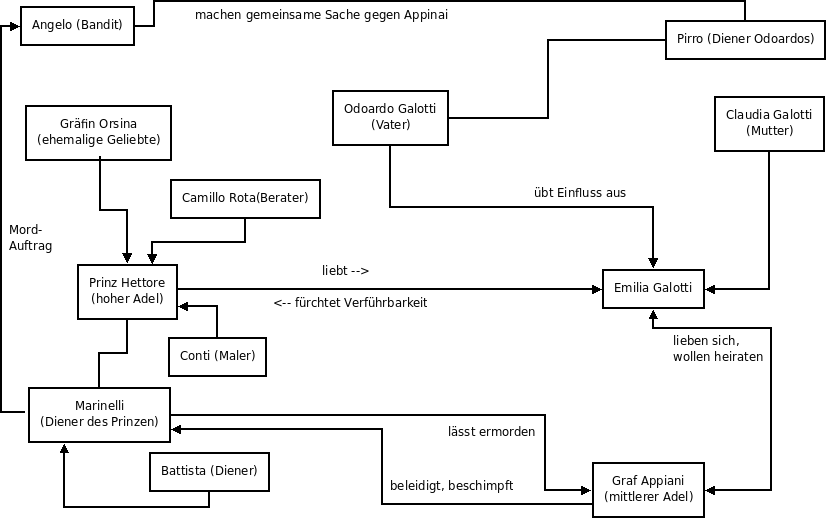 machen gemeinsame Sache gegen Appinai
Angelo (Bandit)
Pirro (Diener Odoardos)
Odoardo Galotti
(Vater)
Claudia Galotti
(Mutter)
Gräfin Orsina
(ehemalige Geliebte)
Camillo Rota(Berater)
übt Einfluss aus
Mord-
Auftrag
Prinz Hettore
(hoher Adel)
liebt -->
<-- fürchtet Verführbarkeit
Emilia Galotti
Conti (Maler)
lieben sich,
wollen heiraten
Marinelli
(Diener des Prinzen)
lässt ermorden
Battista (Diener)
beleidigt, beschimpft
Graf Appiani
(mittlerer Adel)